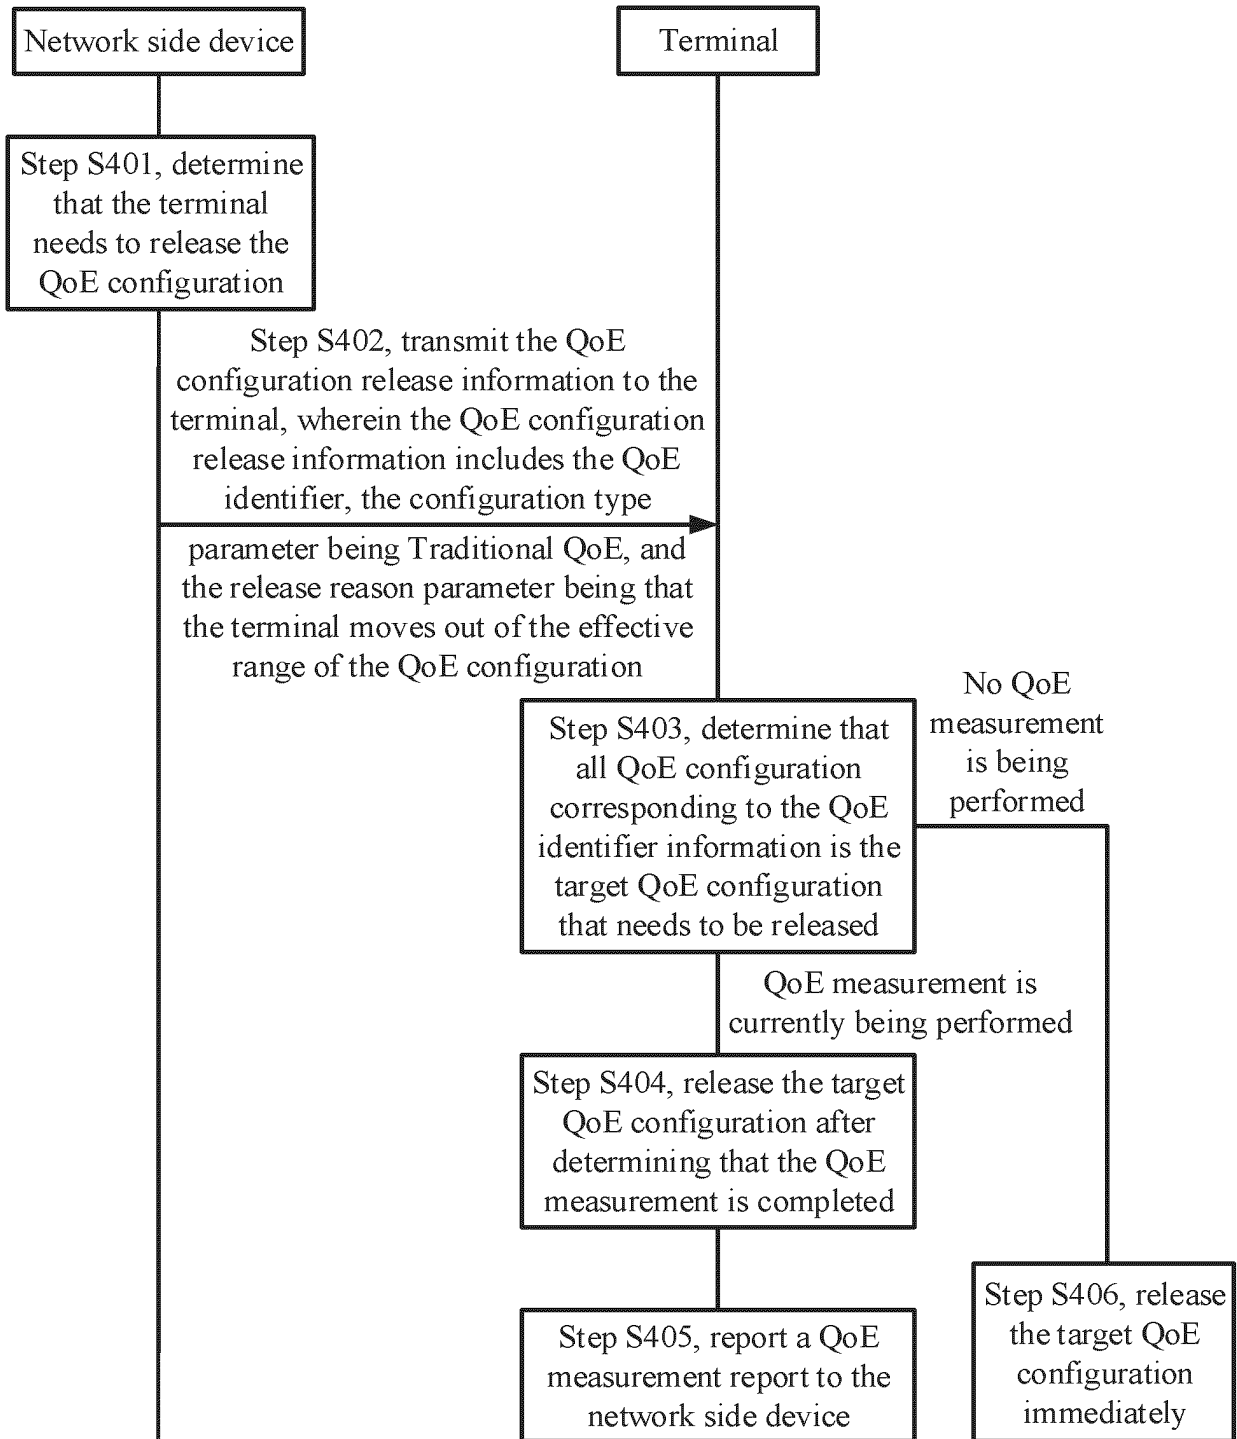 Network side device
Terminal
Step S401, determine
that the terminal
needs to release the
QoE configuration
Step S402, transmit the QoE
configuration release information to the
terminal, wherein the QoE configuration
release information includes the QoE
identifier, the configuration type
parameter being Traditional QoE, and
the release reason parameter being that
the terminal moves out of the effective
range of the QoE configuration
Step S403, determine that
all QoE configuration
corresponding to the QoE
identifier information is the
target QoE configuration
that needs to be released
No QoE
measurement
is being
performed
QoE measurement is
currently being performed
Step S404, release the target
QoE configuration after
determining that the QoE
measurement is completed
Step S405, report a QoE
measurement report to the
network side device
Step S406, release
the target QoE
configuration
immediately